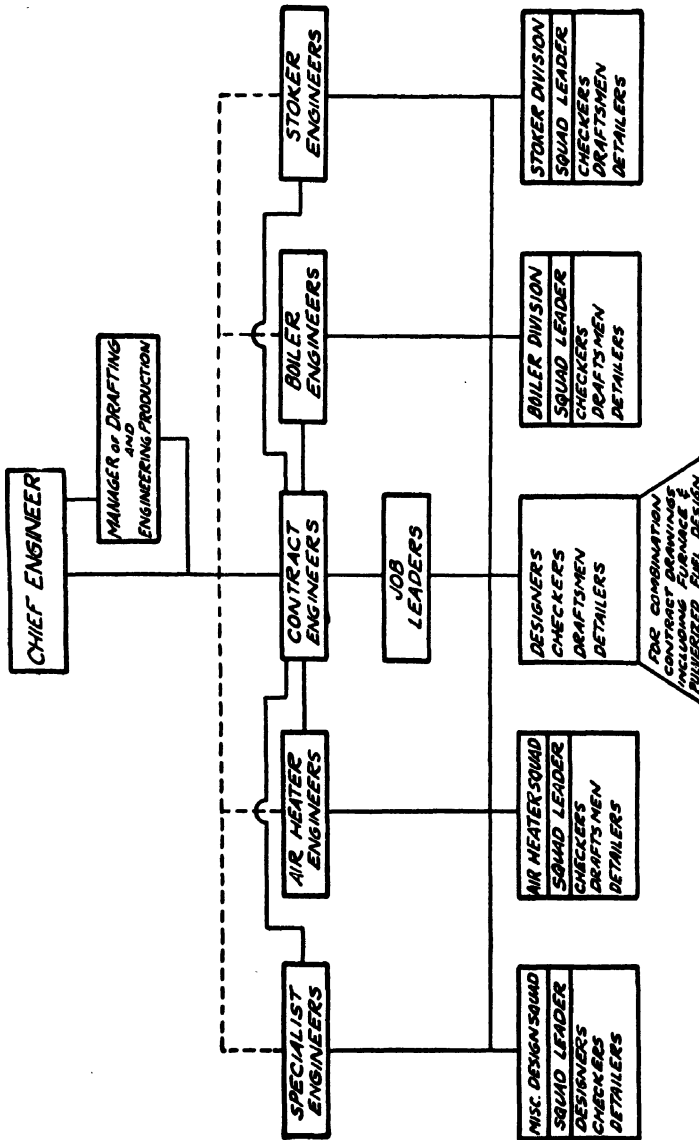 CHIEF ENGINEER
MANAGER OF DRAFTING
AND
ENGINEERING PRODUCTION
SPECIALIST
ENGINEERS
AIR HEATER
ENGINEERS
CONTRACT
ENGINEERS
BOILER
ENGINEERS
STOKER
ENGINEERS
JOB
LEADERS
MISC. DESIGN SQUAD
SQUAD LEADER
DESIGNERS
CHECKERS
DETAILERS
AIR HEATER SQUAD
SQUAD LEADER
CHECKERS
DRAFTSMEN
DETAILERS
DESIGNERS
CHECKERS
DRAFTSMEN
DETAILERS
FOR COMBINATION
CONTRACT DRAWINGS
INCLUDING FURNACE &
PULVERIZED FUEL DESIGN
BOILER DIVISION
SQUAD LEADER
CHECKERS
DRAFTSMEN
DETAILERS
STOKER DIVISION
SQUAD LEADER
CHECKERS
DRAFTSMEN
DETAILERS